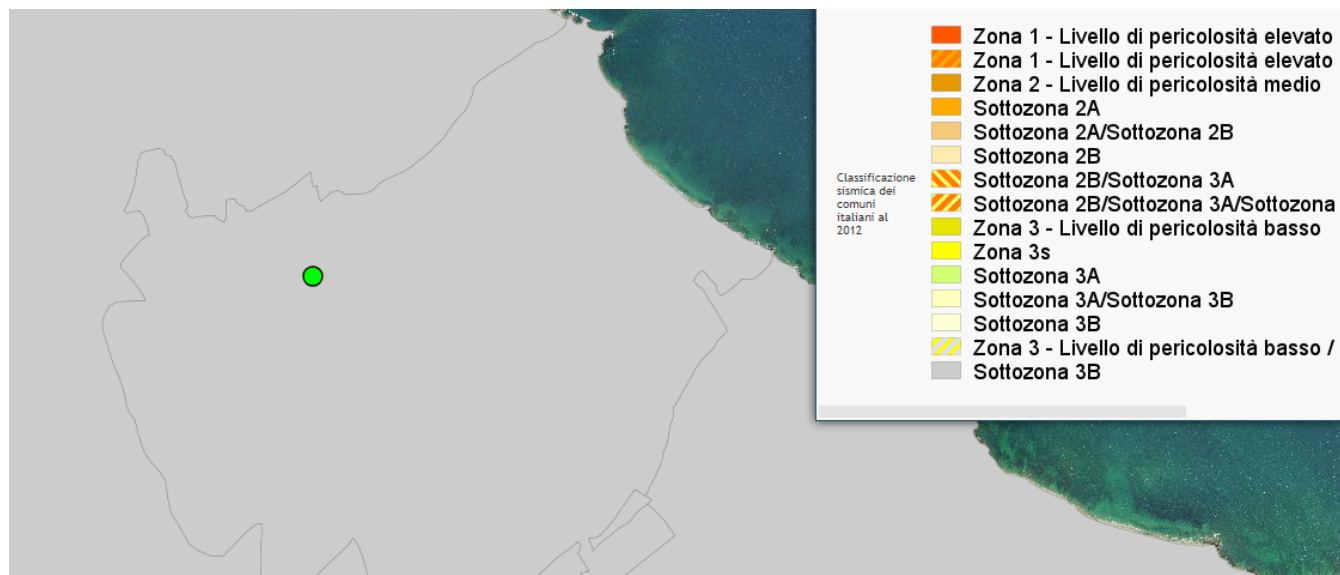 Classificazione
sismica dei
comuni
italiani al
2012
Zona 1 - Livello di pericolosità elevato
Zona 1 - Livello di pericolosità elevato
Zona 2 - Livello di pericolosità medio
Sottozona 2A
Sottozona 2A/Sottozona 2B
Sottozona 2B
Sottozona 2B/Sottozona 3A
Sottozona 2B/Sottozona 3A/Sottozona
Zona 3 - Livello di pericolosità basso
Zona 3s
Sottozona 3A
Sottozona 3A/Sottozona 3B
Sottozona 3B
Zona 3 - Livello di pericolosità basso /
Sottozona 3B